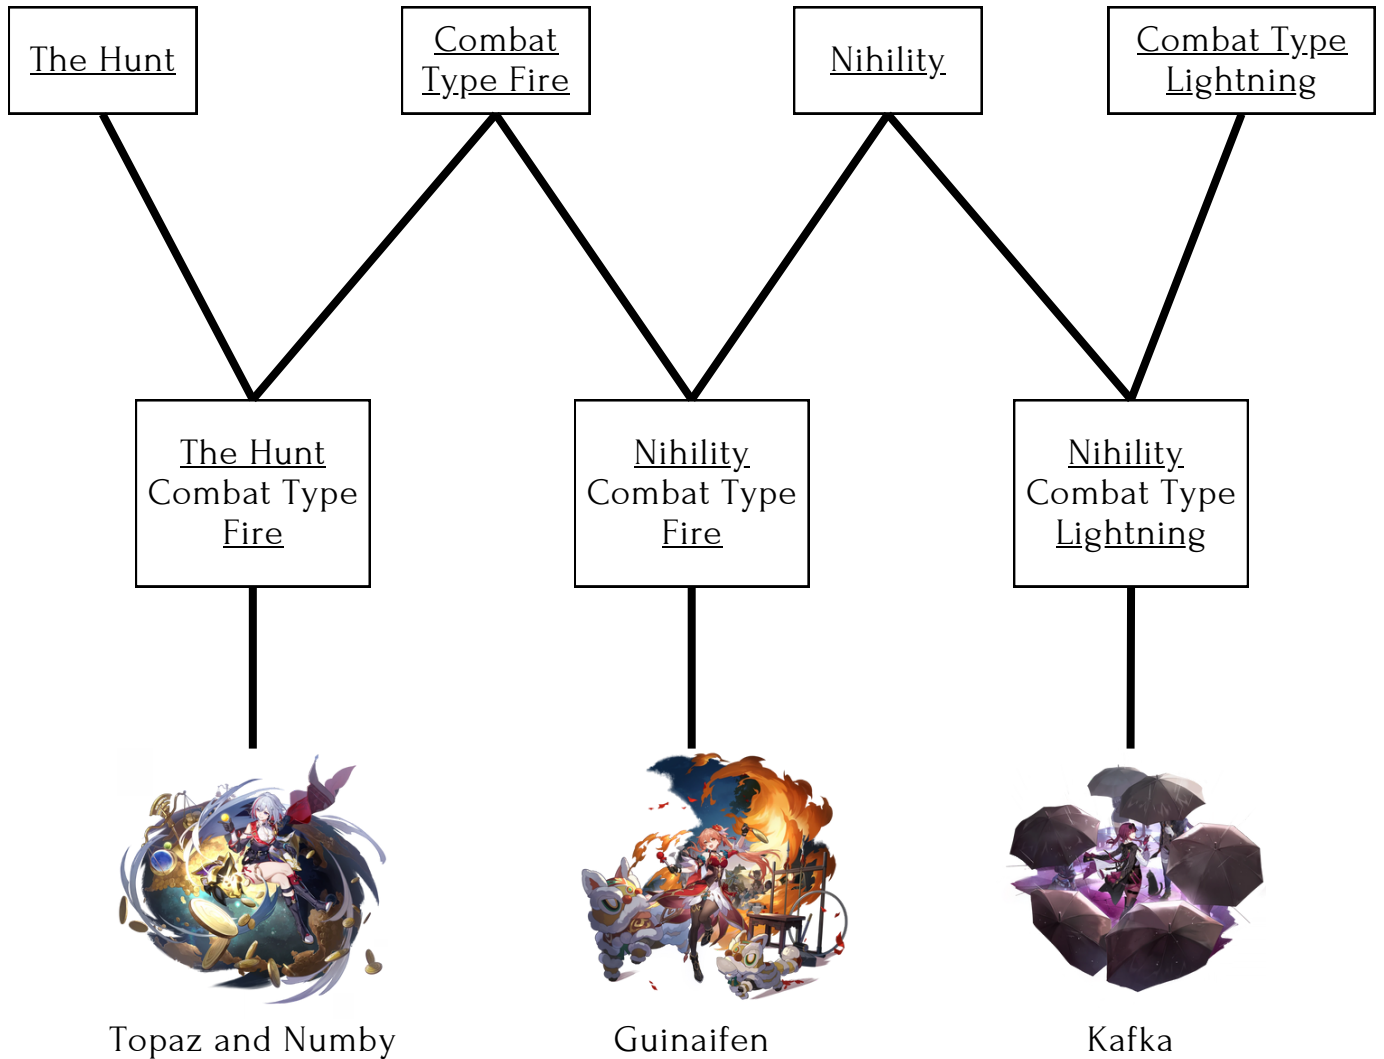 The Hunt
Combat
Type Fire
Nihility
Combat Type
Lightning
The Hunt
Combat Type
Fire
Nihility
Combat Type
Fire
Nihility
Combat Type
Lightning
Topaz and Numby
Guinaifen
Kafka